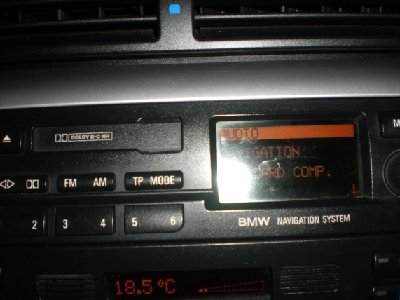 DOLBY B-C NR
AUDIO
GATION
ARD COMP.
M
FM AM TP MODE
2 3 4 5 6
BMW NAVIGATION SYSTEM
18.5 °C